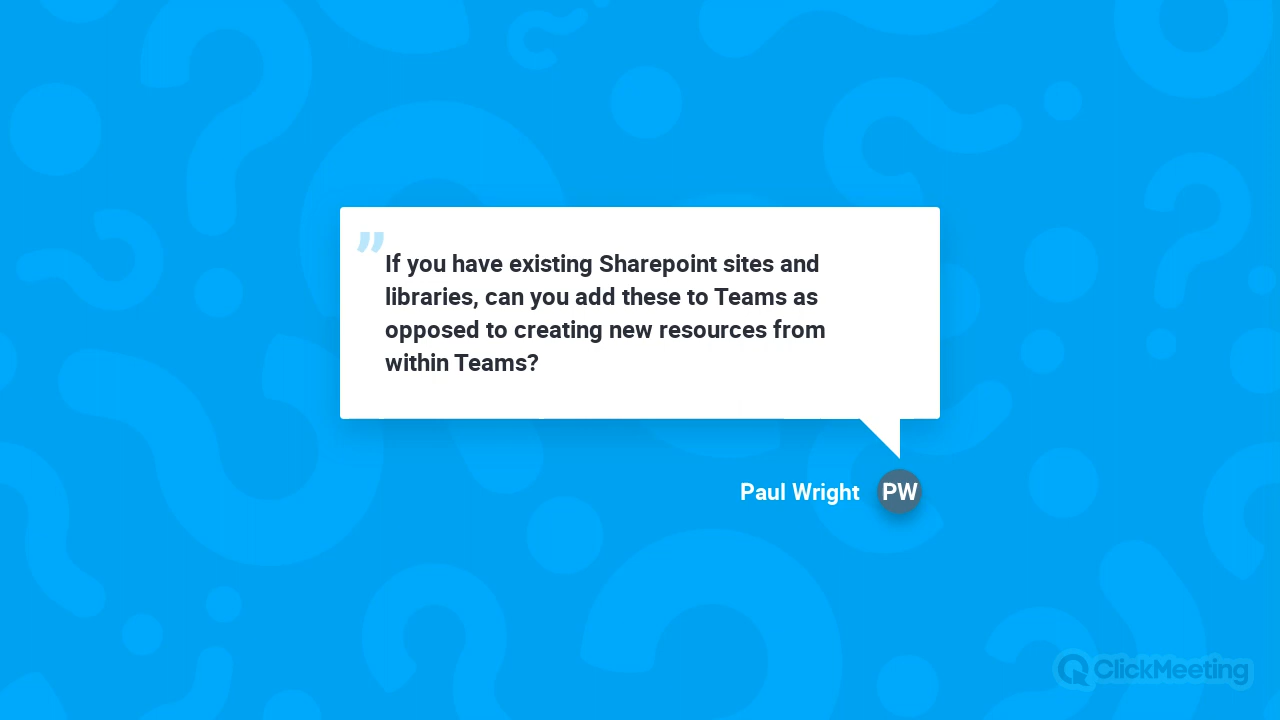 ”
If you have existing Sharepoint sites and
libraries, can you add these to Teams as
opposed to creating new resources from
within Teams?
Paul Wright PW
ClickMeeting